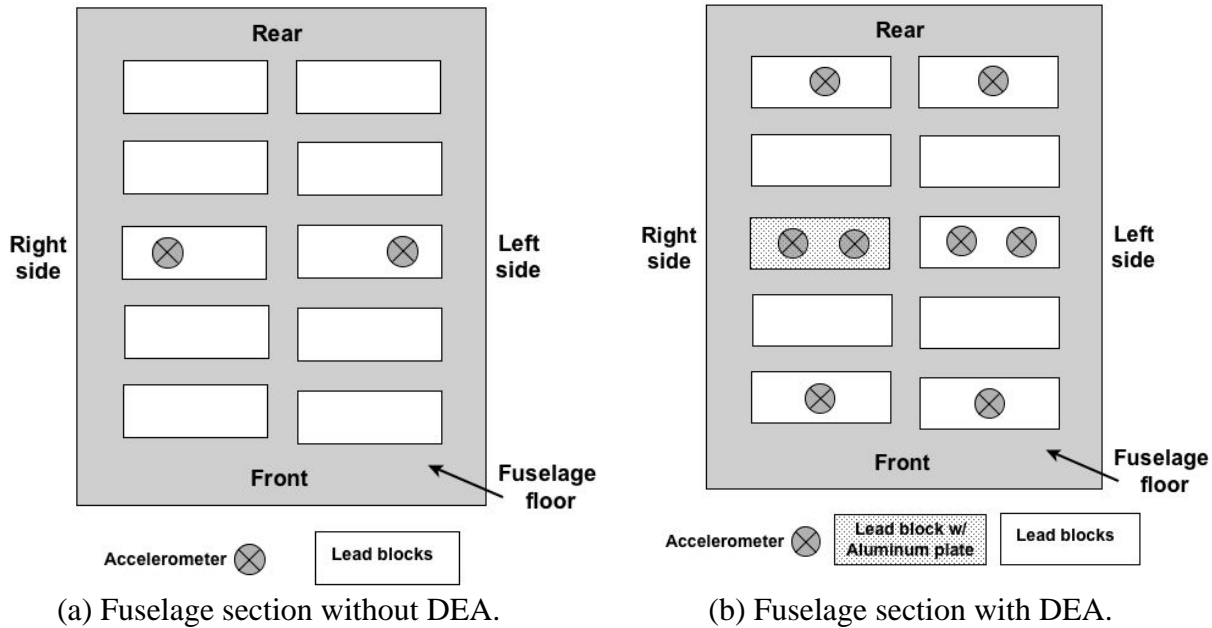 Rear
Right
side
Left
side
Front
Fuselage
floor
Accelerometer
Lead blocks
(a) Fuselage section without DEA.
Rear
Right
side
Left
side
Front
Fuselage
floor
Accelerometer
Lead block w/
Aluminum plate
Lead blocks
(b) Fuselage section with DEA.